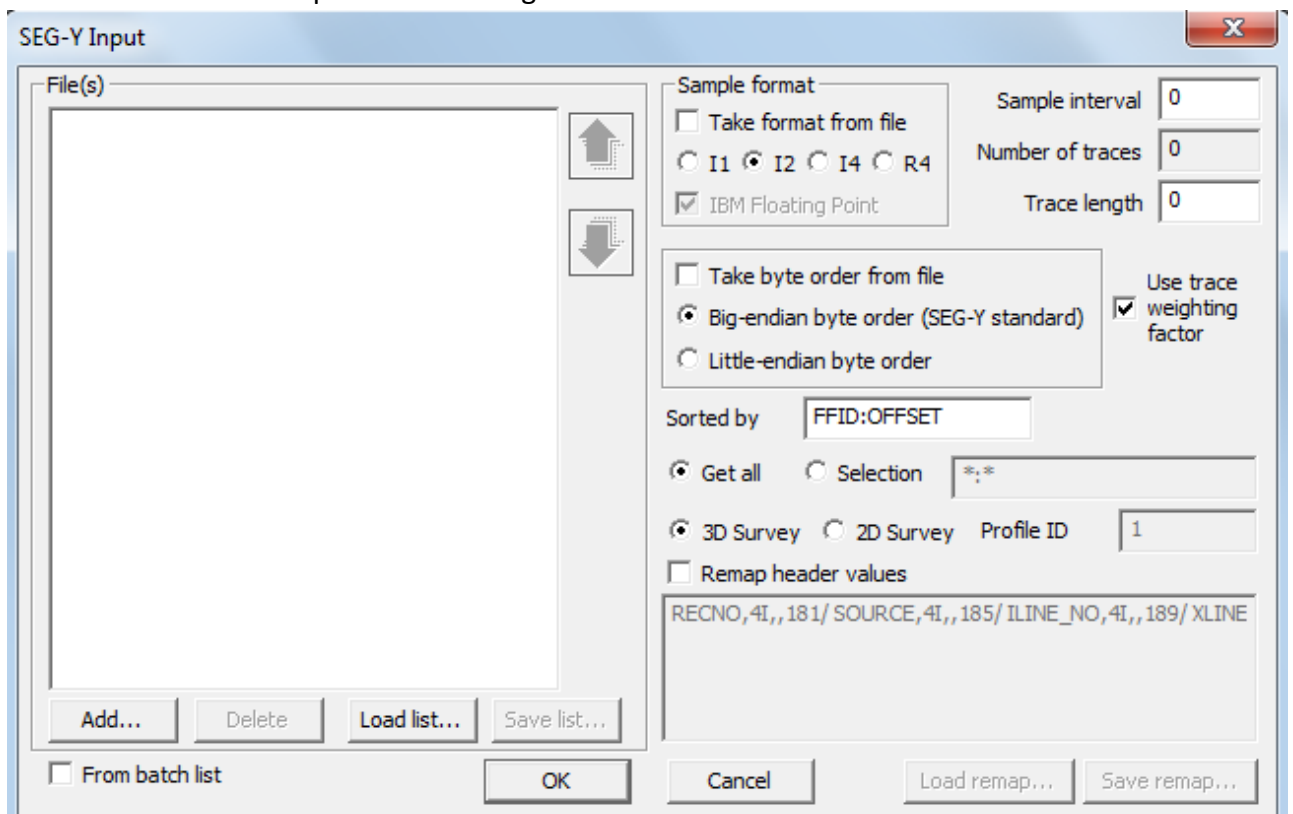 SEG-Y Input
x
File(s)
Add...
Delete
Load list...
Save list...
From batch list
OK
Sample format
Take format from file
I1 I2 I4 R4
IBM Floating Point
Sample interval 0
Number of traces 0
Trace length 0
Take byte order from file
Big-endian byte order (SEG-Y standard)
Little-endian byte order
Use trace
weighting
factor
Sorted by FFID:OFFSET
Get all Selection *:*
3D Survey 2D Survey Profile ID 1
Remap header values
RECNO,4I,,181/ SOURCE,4I,,185/ ILINE_NO,4I,,189/ XLINE
Cancel
Load remap...
Save remap...